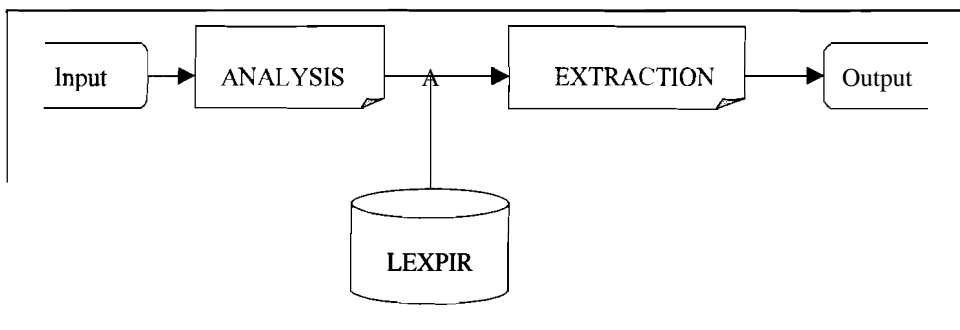 Input
ANALYSIS
EXTRACTION
Output
LEXPIR